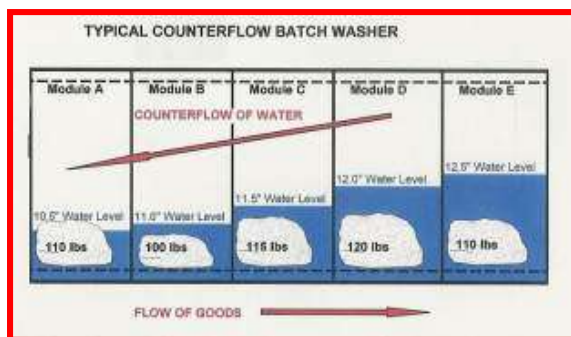 TYPICAL COUNTERFLOW BATCH WASHER
Module A Module B Module C Module D Module E
COUNTERFLOW OF WATER
12.5" Water Level
12.0" Water Level
11.5" Water Level
10.5" Water Level 11.0" Water Level
110 lbs 100 lbs 115 lbs 120 lbs 110 lbs
FLOW OF GOODS